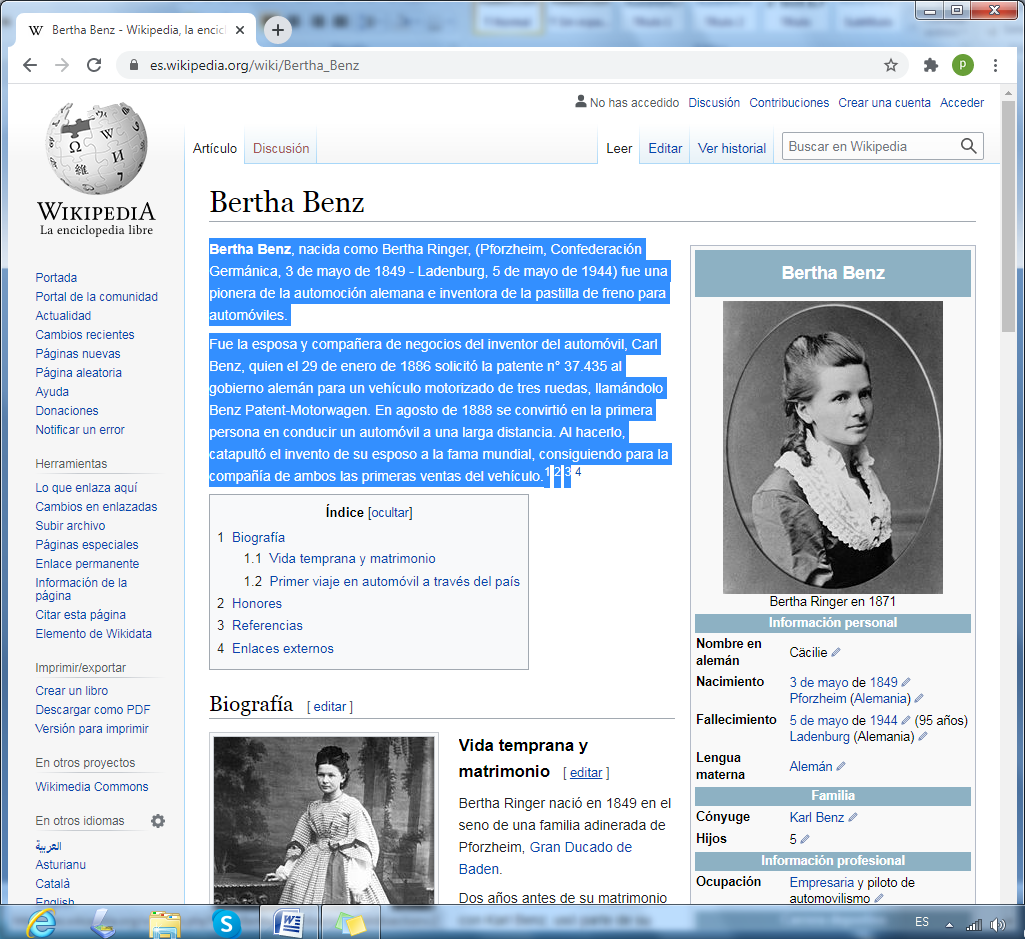 Bertha Benz - Wikipedia, la encic
es.wikipedia.org/wiki/Bertha_Benz
P
No has accedido Discusión Contribuciones Crear una cuenta Acceder
Artículo Discusión Leer Editar Ver historial Buscar en Wikipedia
WIKIPEDIA
La enciclopedia libre
Portada
Portal de la comunidad
Actualidad
Cambios recientes
Páginas nuevas
Página aleatoria
Ayuda
Donaciones
Notificar un error
Herramientas
Lo que enlaza aquí
Cambios en enlazadas
Subir archivo
Páginas especiales
Enlace permanente
Información de la
página
Citar esta página
Elemento de Wikidata
Imprimir/exportar
Crear un libro
Descargar como PDF
Versión para imprimir
En otros proyectos
Wikimedia Commons
En otros idiomas
العربية
Asturianu
Català
English
Bertha Benz
Bertha Benz, nacida como Bertha Ringer, (Pforzheim, Confederación
Germánica, 3 de mayo de 1849 - Ladenburg, 5 de mayo de 1944) fue una
pionera de la automoción alemana e inventora de la pastilla de freno para
automóviles.
Fue la esposa y compañera de negocios del inventor del automóvil, Carl
Benz, quien el 29 de enero de 1886 solicitó la patente n° 37.435 al
gobierno alemán para un vehículo motorizado de tres ruedas, llamándolo
Benz Patent-Motorwagen. En agosto de 1888 se convirtió en la primera
persona en conducir un automóvil a una larga distancia. Al hacerlo,
catapultó el invento de su esposo a la fama mundial, consiguiendo para la
compañía de ambos las primeras ventas del vehículo.1 2 3 4
Índice [ocultar]
1 Biografía
1.1 Vida temprana y matrimonio
1.2 Primer viaje en automóvil a través del país
2 Honores
3 Referencias
4 Enlaces externos
Biografía [ editar ]
Vida temprana y
matrimonio [ editar ]
Bertha Ringer nació en 1849 en el
seno de una familia adinerada de
Pforzheim, Gran Ducado de
Baden.
Dos años antes de su matrimonio
Bertha Benz
Bertha Ringer en 1871
Información personal
Nombre en
alemán Cäcilie
Nacimiento 3 de mayo de 1849
Pforzheim (Alemania)
Fallecimiento 5 de mayo de 1944 (95 años)
Ladenburg (Alemania)
Lengua
materna Alemán
Familia
Cónyuge Karl Benz
Hijos 5
Información profesional
Ocupación Empresaria y piloto de
automovilismo
ES